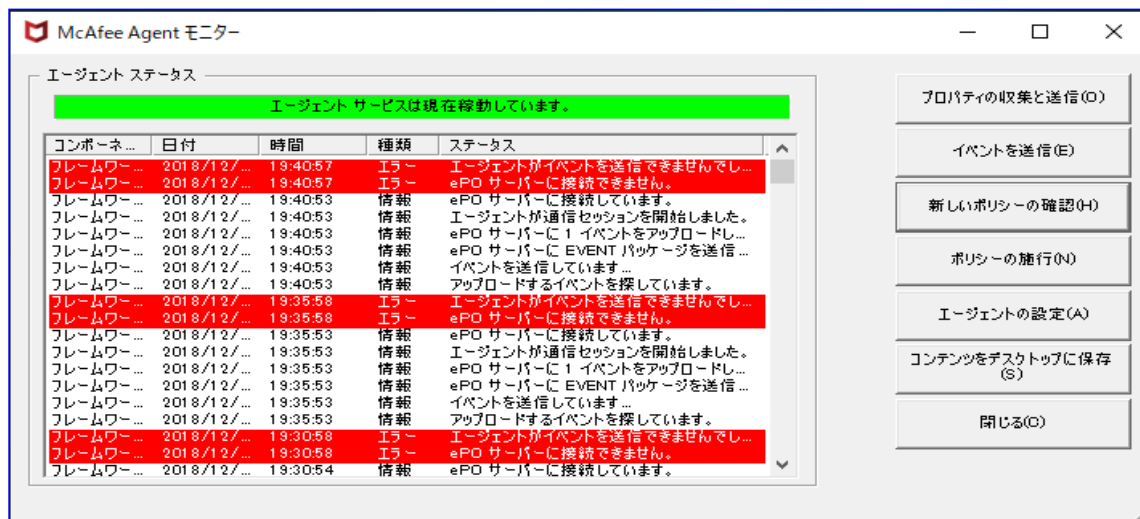 McAfee Agent モニター
エージェント ステータス
エージェント サービスは現在稼動しています。
コンポーネ... 日付 時間 種類 ステータス
フレームワー... 2018/12/... 19:40:57 エラー エージェントがイベントを送信できませんでし...
フレームワー... 2018/12/... 19:40:57 エラー ePO サーバーに接続できません。
フレームワー... 2018/12/... 19:40:53 情報 ePO サーバーに接続しています。
フレームワー... 2018/12/... 19:40:53 情報 エージェントが通信セッションを開始しました。
フレームワー... 2018/12/... 19:40:53 情報 ePO サーバーに 1 イベントをアップロードし...
フレームワー... 2018/12/... 19:40:53 情報 ePO サーバーに EVENT パッケージを送信...
フレームワー... 2018/12/... 19:40:53 情報 イベントを送信しています...
フレームワー... 2018/12/... 19:40:53 情報 アップロードするイベントを探しています。
フレームワー... 2018/12/... 19:35:58 エラー エージェントがイベントを送信できませんでし...
フレームワー... 2018/12/... 19:35:58 エラー ePO サーバーに接続できません。
フレームワー... 2018/12/... 19:35:53 情報 ePO サーバーに接続しています。
フレームワー... 2018/12/... 19:35:53 情報 エージェントが通信セッションを開始しました。
フレームワー... 2018/12/... 19:35:53 情報 ePO サーバーに 1 イベントをアップロードし...
フレームワー... 2018/12/... 19:35:53 情報 ePO サーバーに EVENT パッケージを送信...
フレームワー... 2018/12/... 19:35:53 情報 イベントを送信しています...
フレームワー... 2018/12/... 19:35:53 情報 アップロードするイベントを探しています。
フレームワー... 2018/12/... 19:30:58 エラー エージェントがイベントを送信できませんでし...
フレームワー... 2018/12/... 19:30:58 エラー ePO サーバーに接続できません。
フレームワー... 2018/12/... 19:30:54 情報 ePO サーバーに接続しています。
プロパティの収集と送信(O)
イベントを送信(E)
新しいポリシーの確認(H)
ポリシーの施行(N)
エージェントの設定(A)
コンテンツをデスクトップに保存
(S)
閉じる(C)